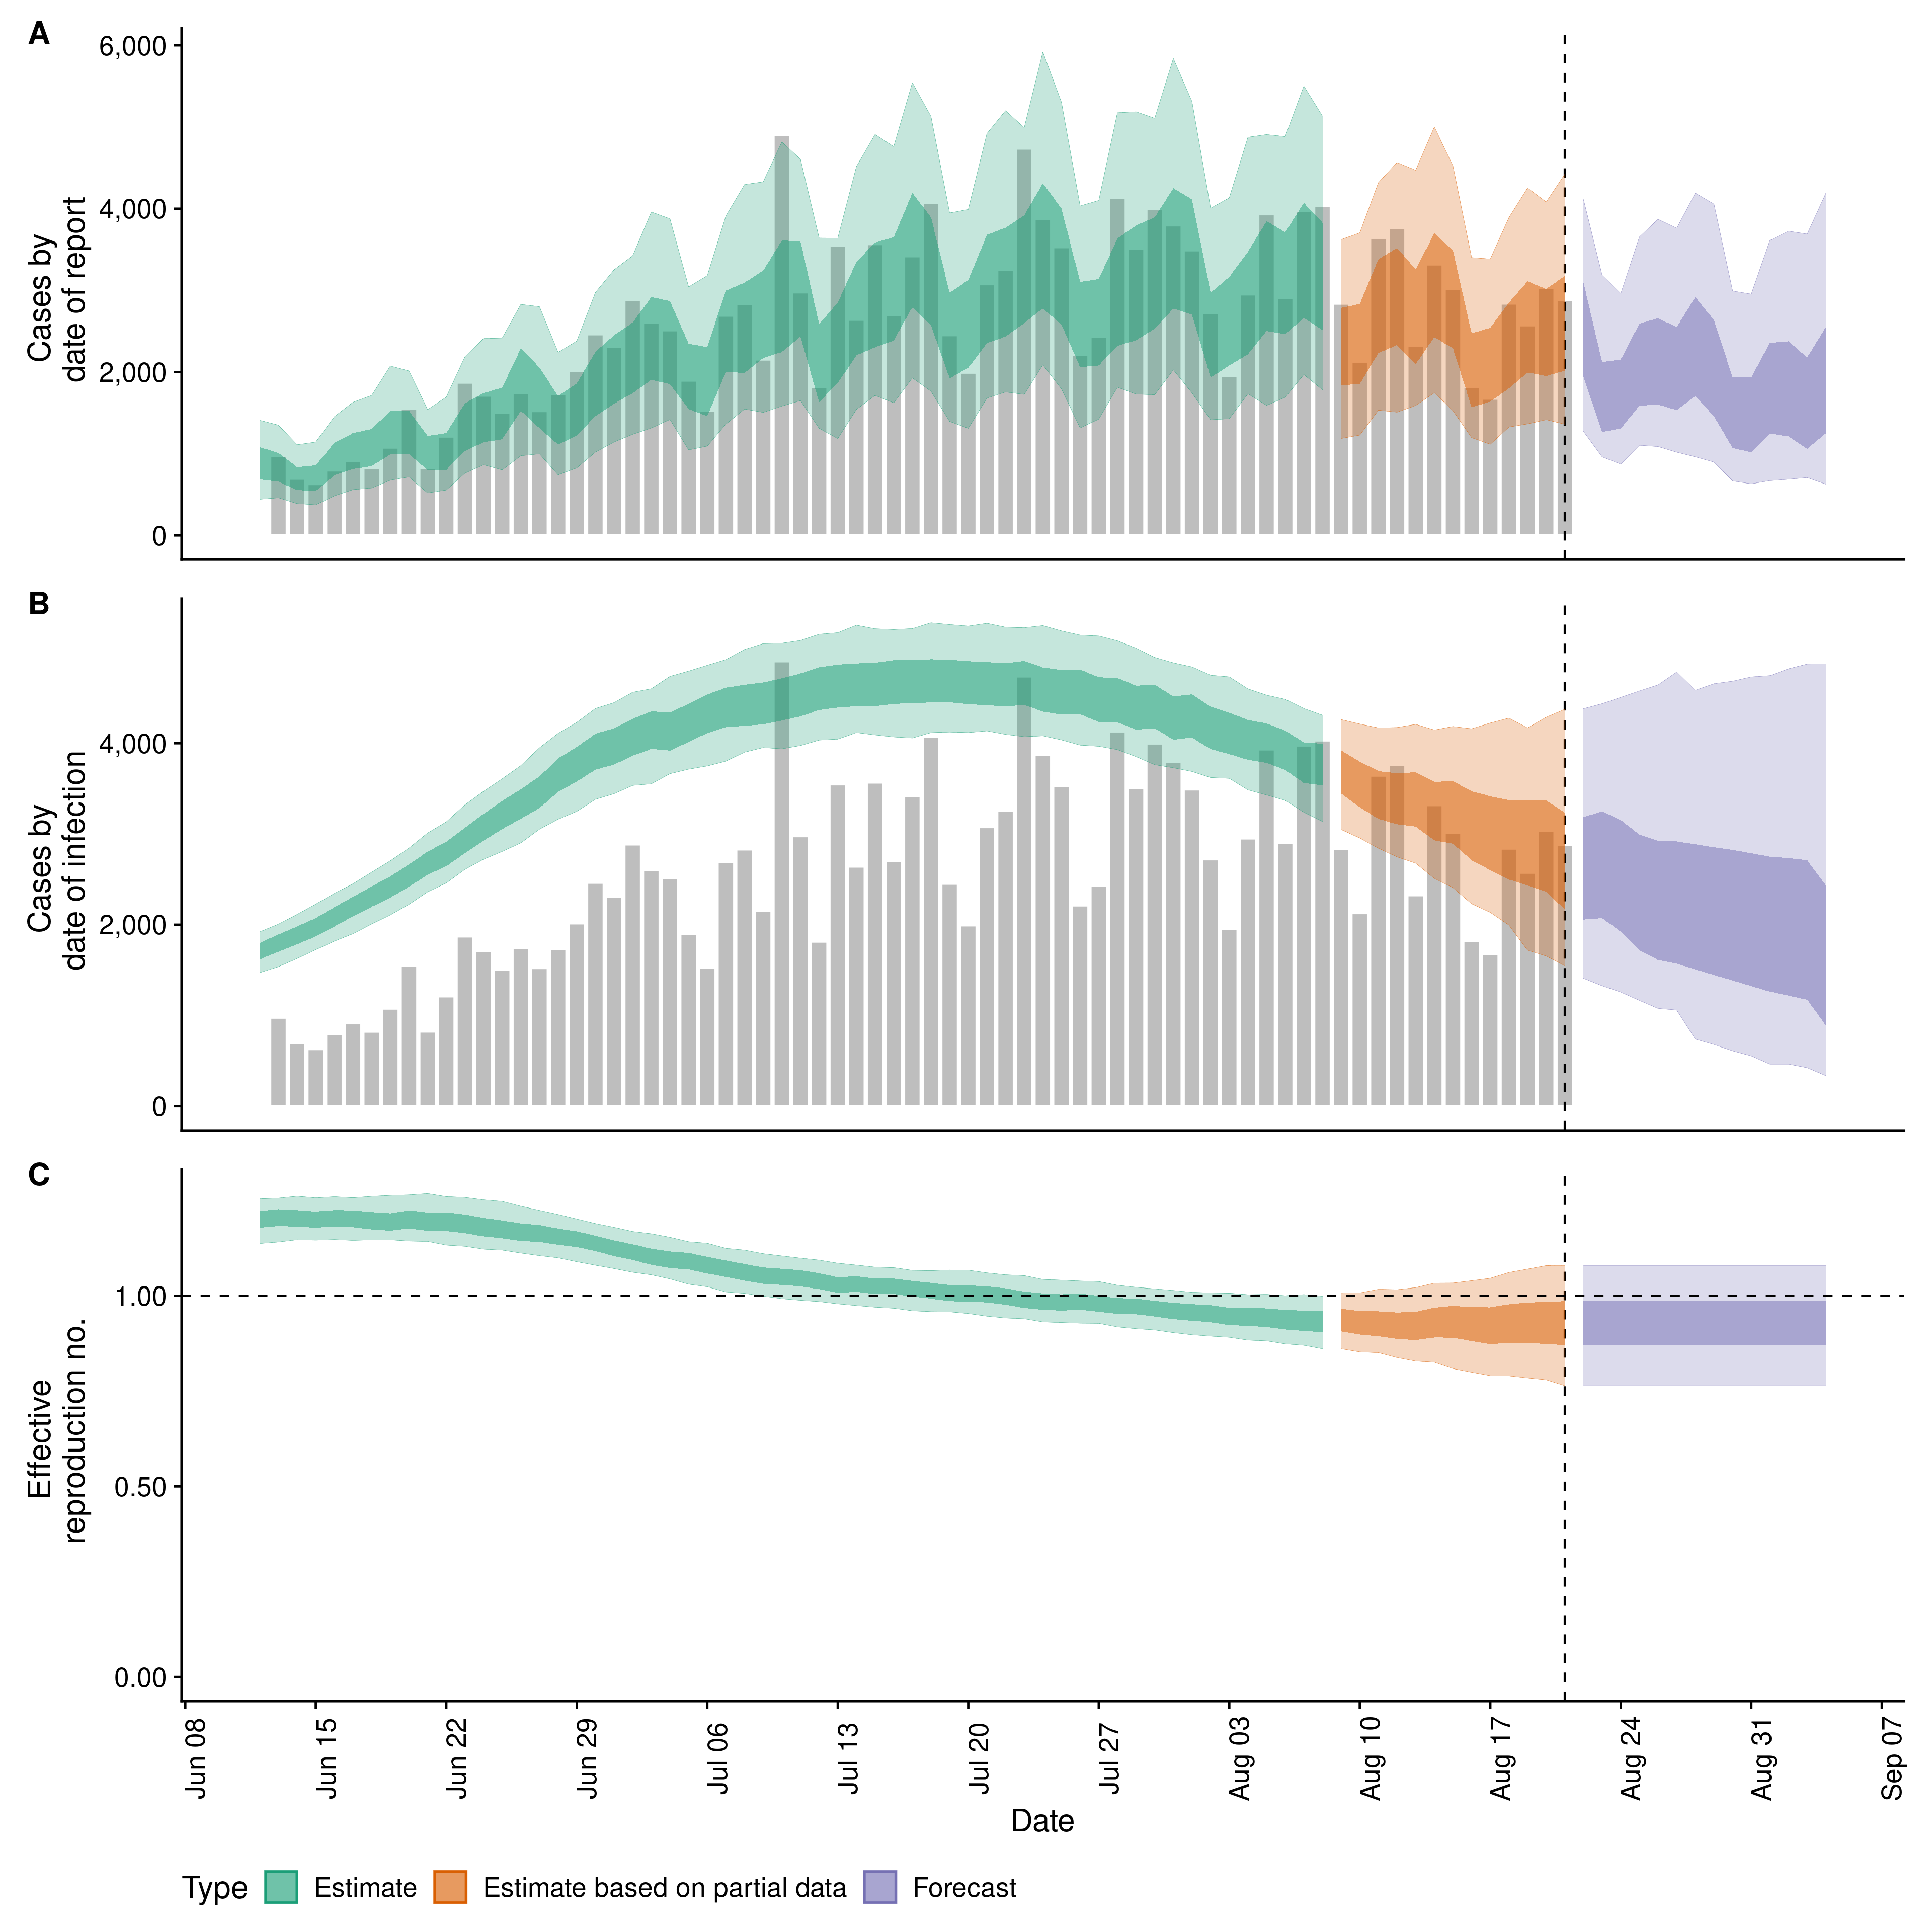 A
Cases by
date of report
6,000
4,000
2,000
0
B
Cases by
date of infection
4,000
2,000
0
C
Effective
reproduction no.
1.00
0.50
0.00
Jun 08
Jun 15
Jun 22
Jun 29
Jul 06
Jul 13
Jul 20
Jul 27
Aug 03
Aug 10
Aug 17
Aug 24
Aug 31
Sep 07
Date
Type Estimate Estimate based on partial data Forecast